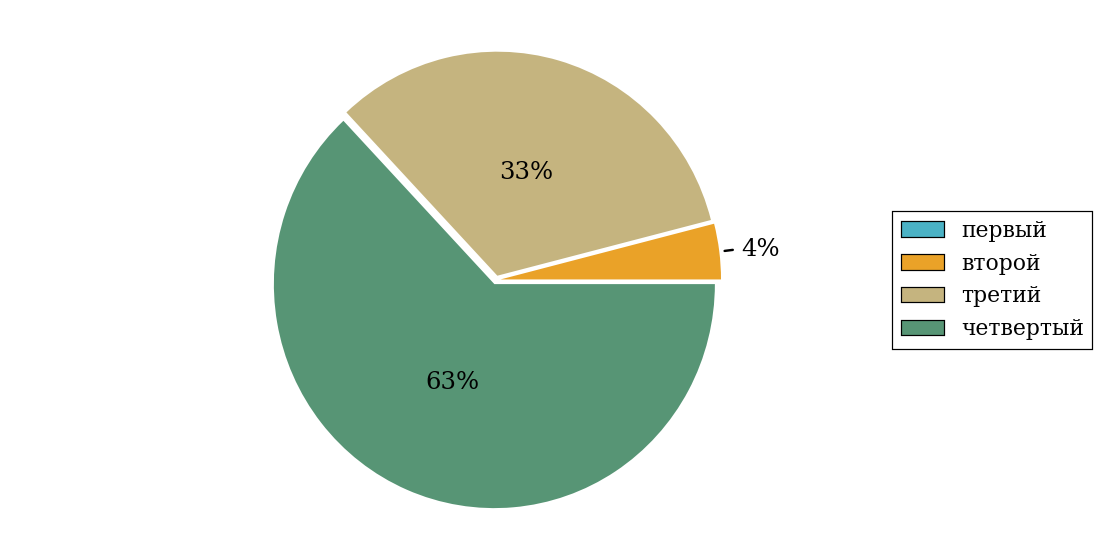 33%
4%
63%
первый
второй
третий
четвертый